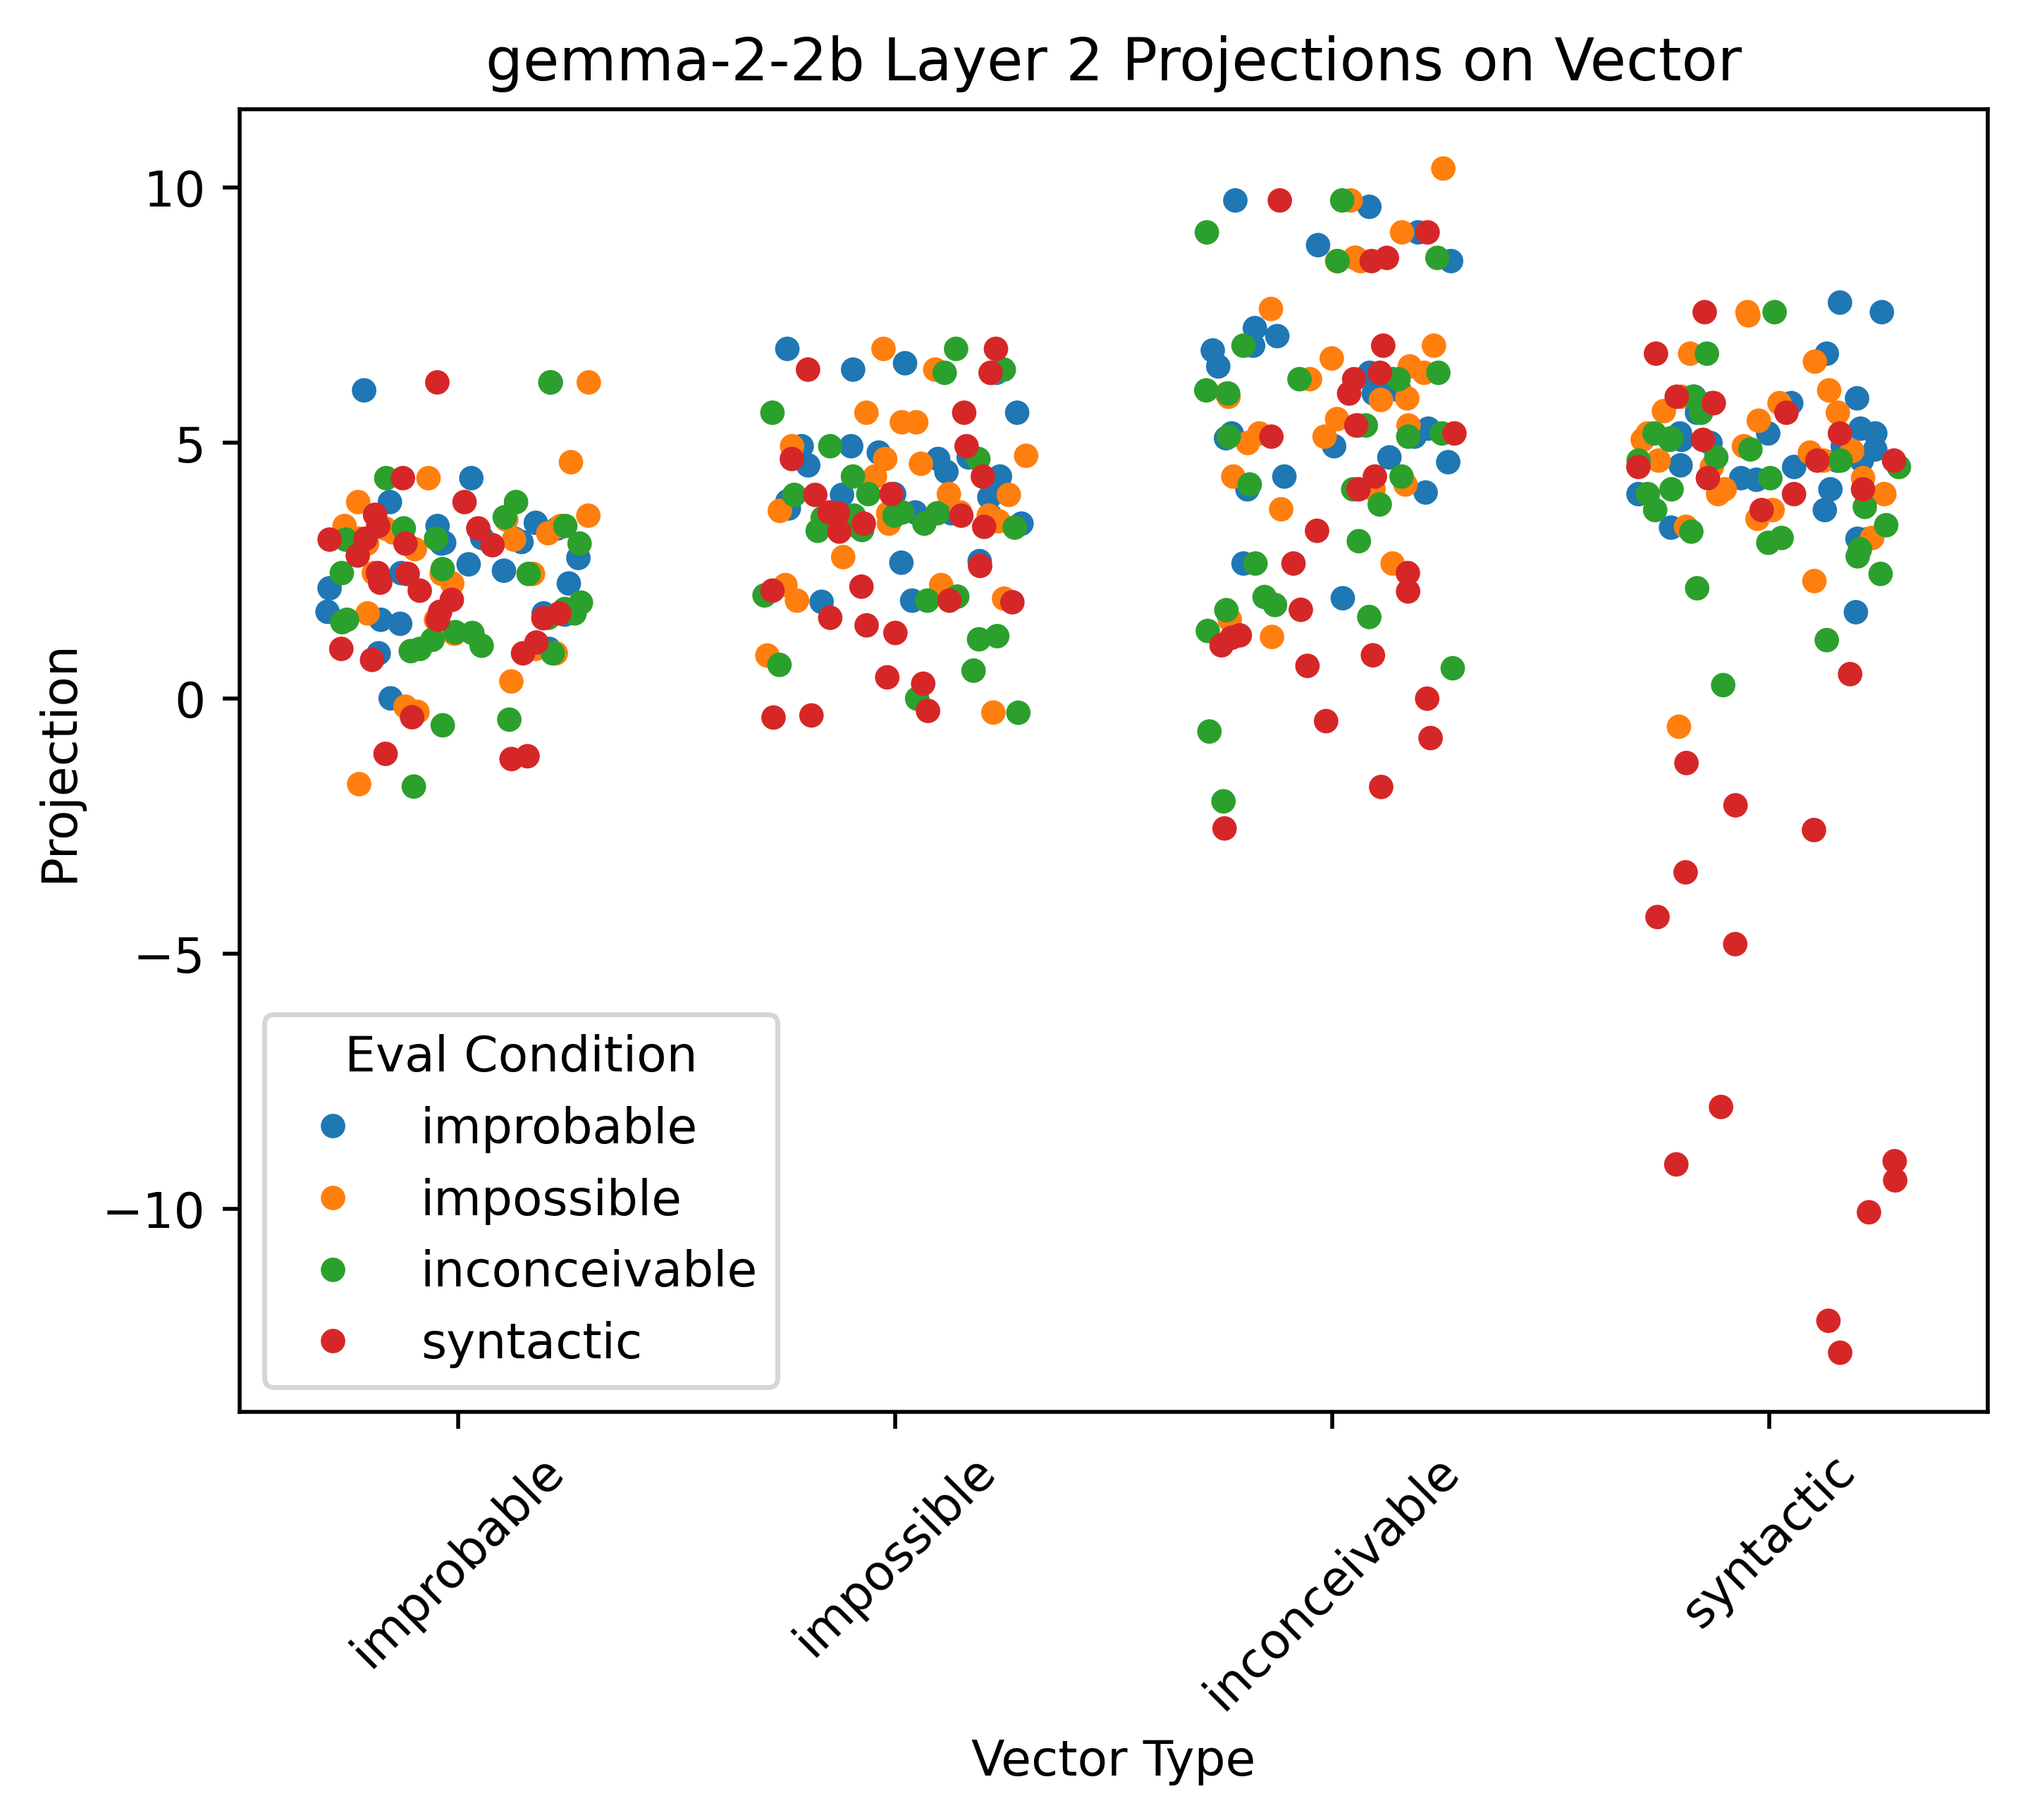 gemma-2-2b Layer 2 Projections on Vector
Projection
10
5
0
−5
−10
Eval Condition
improbable
impossible
inconceivable
syntactic
improbable
impossible
inconceivable
syntactic
Vector Type